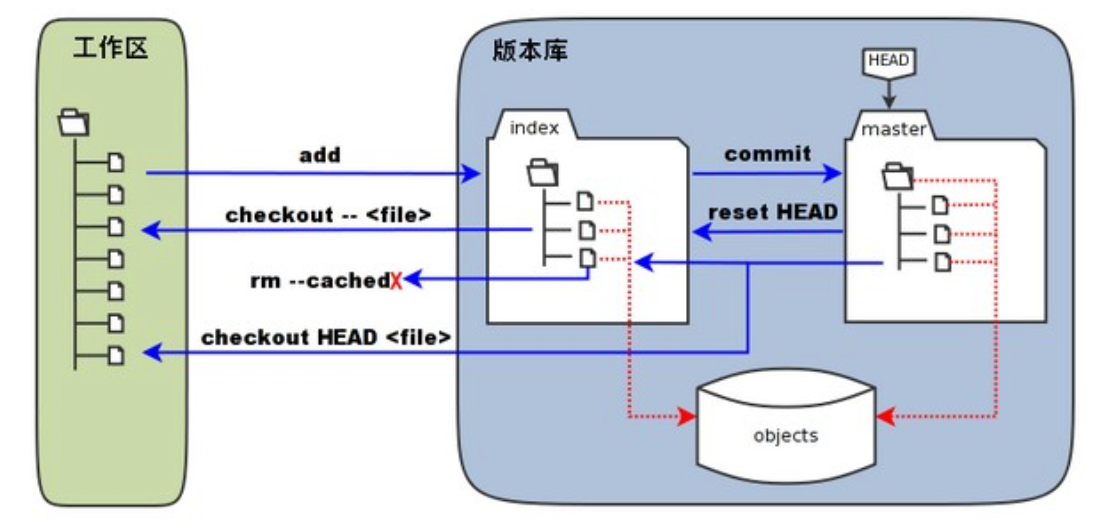 工作区
版本库
HEAD
index
master
add
commit
checkout -- <file>
reset HEAD
rm --cachedX
checkout HEAD <file>
objects